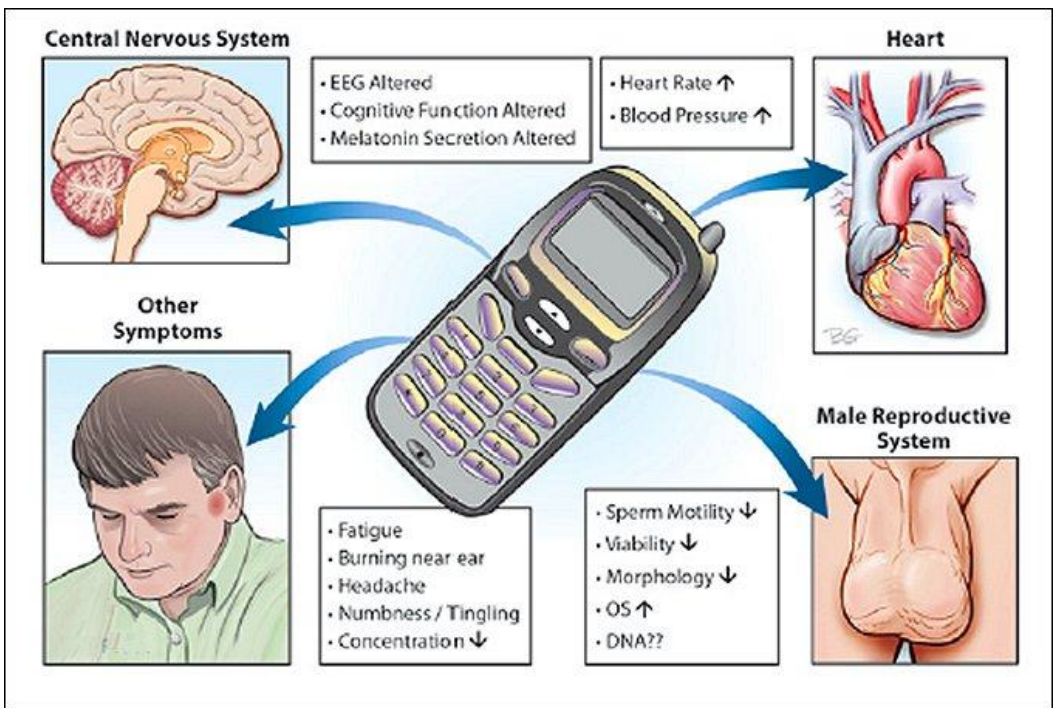 Central Nervous System
• EEG Altered
• Cognitive Function Altered
• Melatonin Secretion Altered
• Heart Rate ↑
• Blood Pressure ↑
Heart
Other
Symptoms
• Fatigue
• Burning near ear
• Headache
• Numbness / Tingling
• Concentration ↓
• Sperm Motility ↓
• Viability ↓
• Morphology ↓
• OS ↑
• DNA??
Male Reproductive
System